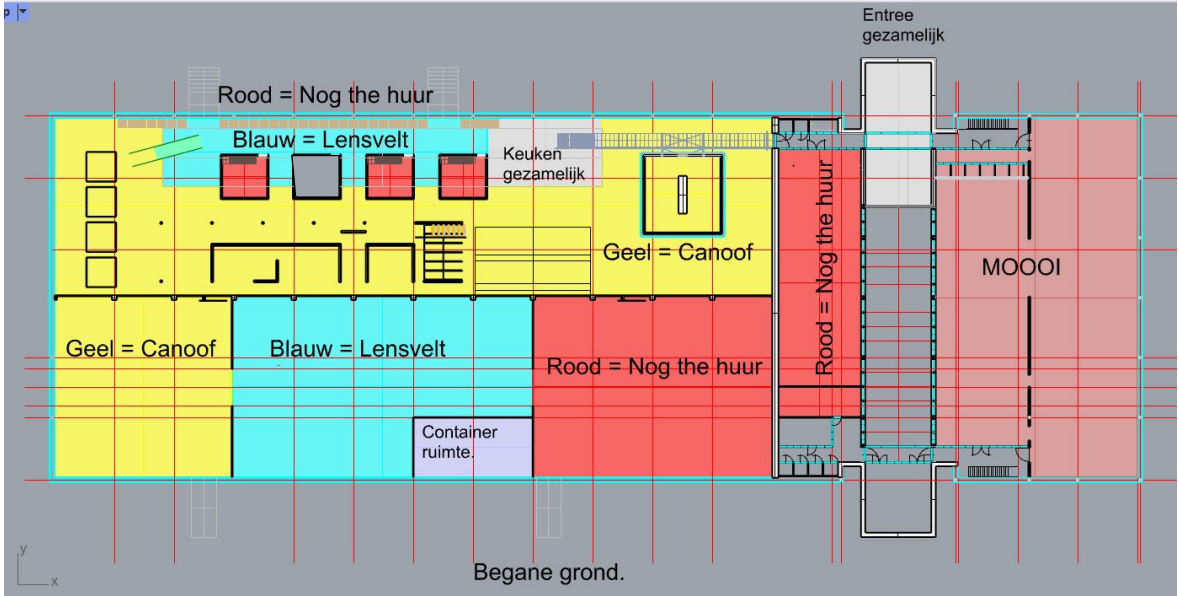 p
Entree
gezamelijk
Rood = Nog the huur
Blauw = Lensvelt
Keuken
gezamelijk
Geel = Canoof
Rood = Nog the huur
MOOOI
Geel = Canoof
Blauw = Lensvelt
Rood = Nog the huur
Container
ruimte.
Begane grond.
y
x